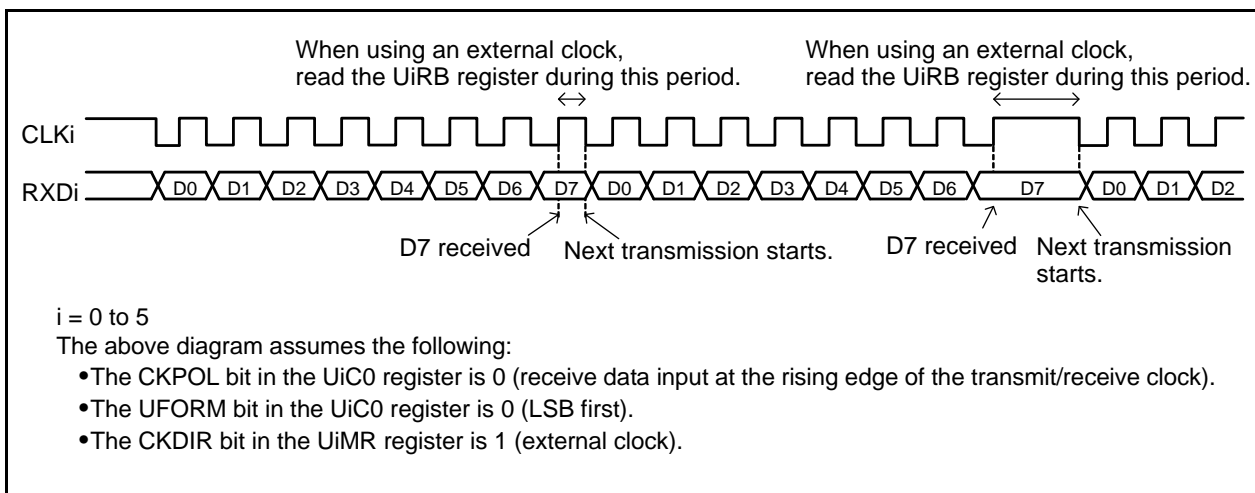 When using an external clock, When using an external clock,
read the UiRB register during this period. read the UiRB register during this period.
CLKi
RXDi D0 D1 D2 D3 D4 D5 D6 D7 D0 D1 D2 D3 D4 D5 D6 D7 D0 D1 D2
D7 received Next transmission starts. D7 received Next transmission
starts.
i = 0 to 5
The above diagram assumes the following:
•The CKPOL bit in the UiC0 register is 0 (receive data input at the rising edge of the transmit/receive clock).
•The UFORM bit in the UiC0 register is 0 (LSB first).
•The CKDIR bit in the UiMR register is 1 (external clock).